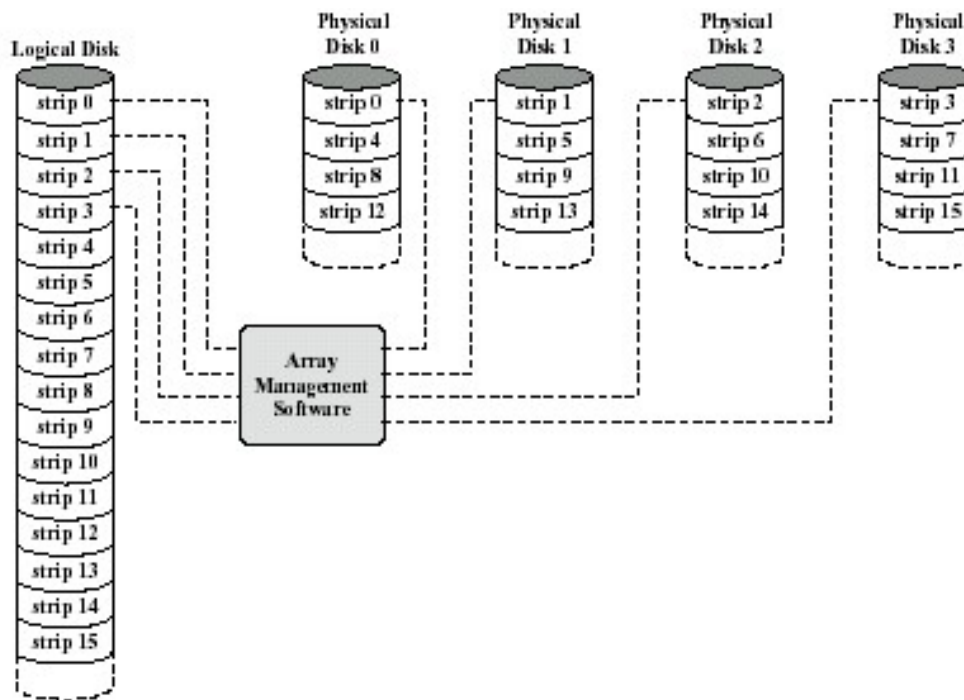 Logical Disk
strip 0
strip 1
strip 2
strip 3
strip 4
strip 5
strip 6
strip 7
strip 8
strip 9
strip 10
strip 11
strip 12
strip 13
strip 14
strip 15
Physical
Disk 0
strip 0
strip 4
strip 8
strip 12
Physical
Disk 1
strip 1
strip 5
strip 9
strip 13
Physical
Disk 2
strip 2
strip 6
strip 10
strip 14
Physical
Disk 3
strip 3
strip 7
strip 11
strip 15
Array
Management
Software